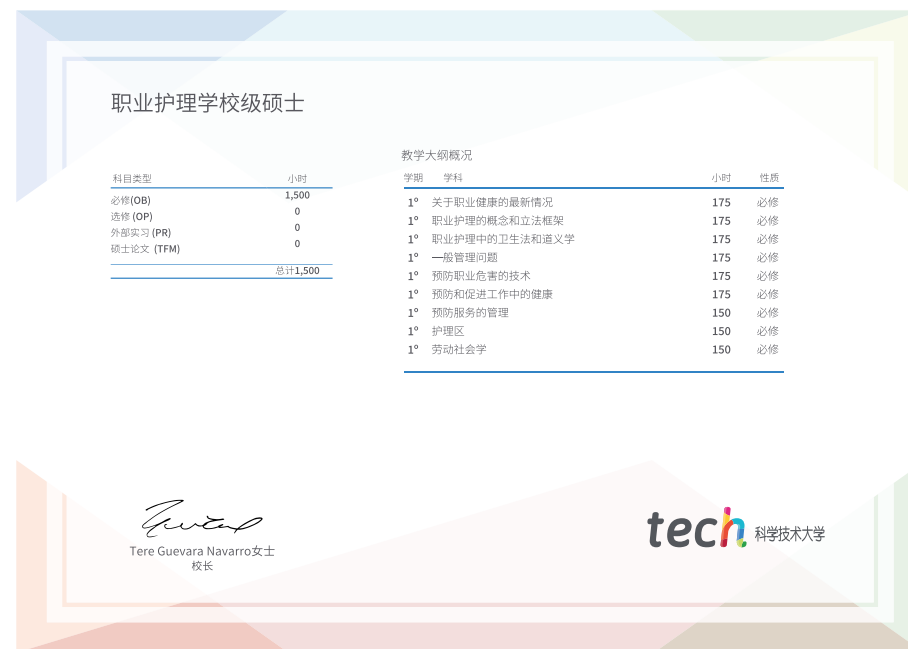 职业护理学校级硕士
科目类型 小时
必修(OB) 1,500
选修 (OP) 0
外部实习 (PR) 0
硕士论文 (TFM) 0
总计1,500
教学大纲概况
学期 学科 小时 性质
1º 关于职业健康的最新情况 175 必修
1º 职业护理的概念和立法框架 175 必修
1º 职业护理中的卫生法和道义学 175 必修
1º 一般管理问题 175 必修
1º 预防职业危害的技术 175 必修
1º 预防和促进工作中的健康 175 必修
1º 预防服务的管理 150 必修
1º 护理区 150 必修
1º 劳动社会学 150 必修
Tere Guevara Navarro女士
校长
tech 科学技术大学